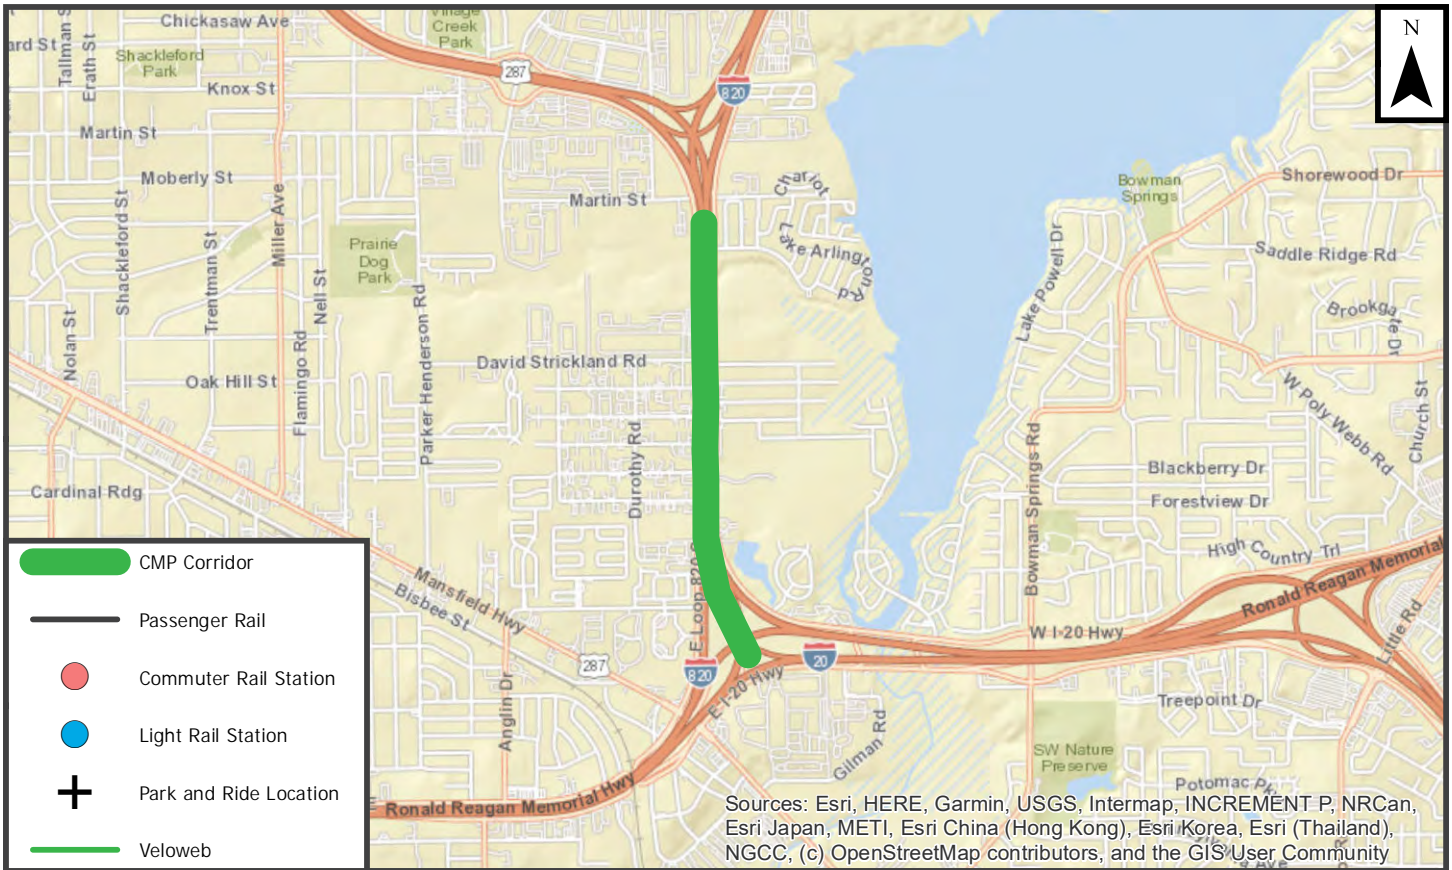 Chickasaw Ave
Village
Creek
Park
N
ard St
Tallman S
Erath St
Shackleford
Park
287
820
Knox St
Martin St
Moberly St
Martin St
Chariot
Bowman
Springs
Shorewood Dr
Shackleford St
Trentman St
Miller Ave
Prairie
Dog
Park
Lake Arlington
Rd
Saddle Ridge Rd
Nell St
Parker Henderson Rd
Lake Powell Dr
Brookgate Dr
Nolan St
Flamingo Rd
David Strickland Rd
Oak Hill St
W Poly Webb Rd
Church St
Durothy Rd
Bowman Springs Rd
Blackberry Dr
Cardinal Rdg
Forestview Dr
High Country Trl
Ronald Reagan Memorial
Mansfield Hwy
Bisbee St
E Loop 820 S
W I-20 Hwy
Little Rd
287
820
20
E I-20 Hwy
Anglin Dr
Gilman Rd
Treepoint Dr
SW Nature
Preserve
Potomac Pk
Ronald Reagan Memorial Hwy
CMP Corridor
Passenger Rail
Commuter Rail Station
Light Rail Station
Park and Ride Location
Veloweb
Sources: Esri, HERE, Garmin, USGS, Intermap, INCREMENT P, NRCan,
Esri Japan, METI, Esri China (Hong Kong), Esri Korea, Esri (Thailand),
NGCC, (c) OpenStreetMap contributors, and the GIS User Community